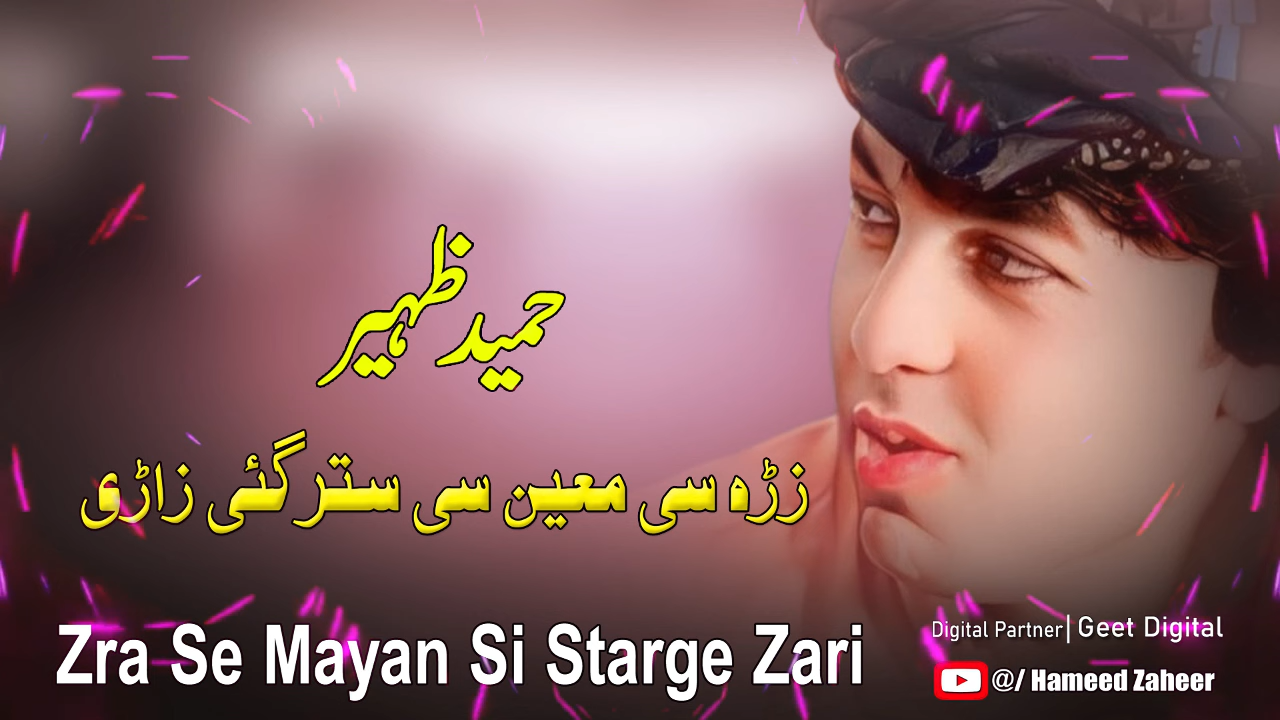 حمید ظہیر
زڑہ سی معین سی سترگئی زاڑی
Zra Se Mayan Si Starge Zari
Digital Partner| Geet Digital
@/ Hameed Zaheer